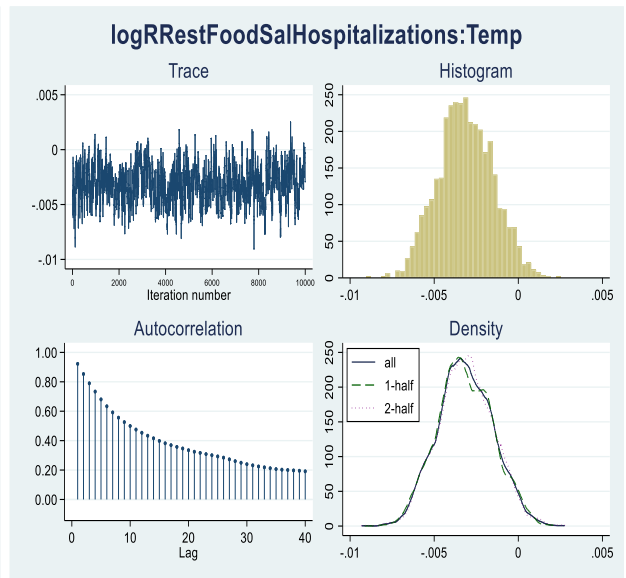 logRRestFoodSalHospitalizations:Temp
Trace
.005
0
-.005
-.01
0 2000 4000 6000 8000 10000
Iteration number
Histogram
250
200
150
100
50
0
-.01 -.005 0 .005
Autocorrelation
1.00
0.80
0.60
0.40
0.20
0.00
0 10 20 30 40
Lag
Density
all
1-half
2-half
250
200
150
100
50
0
-.01 -.005 0 .005